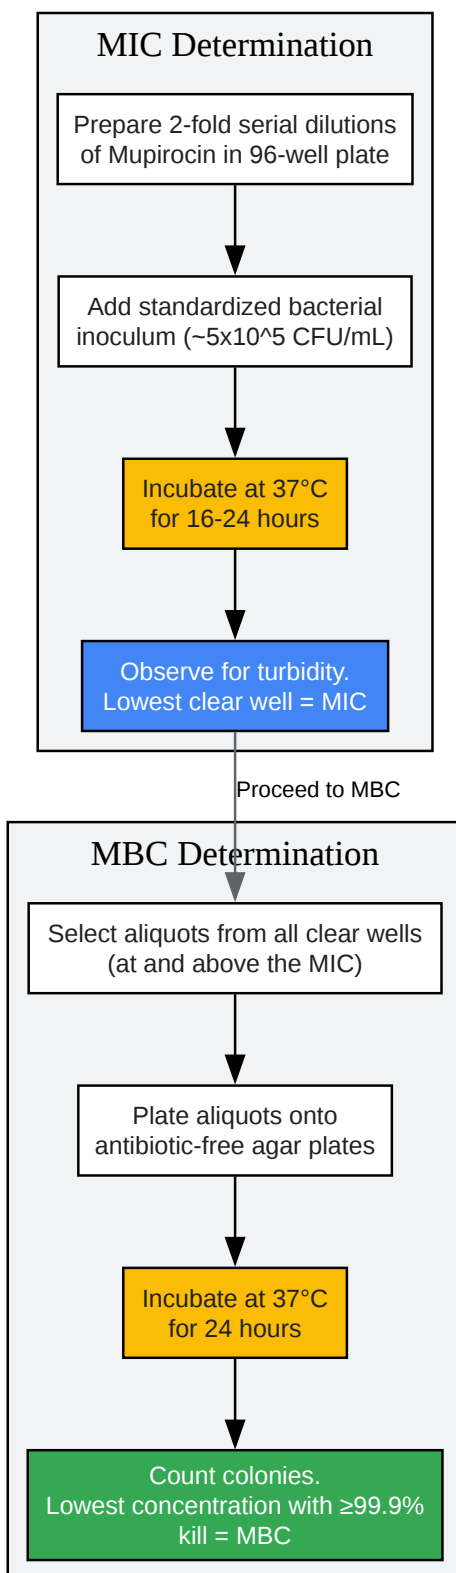 MIC Determination
Prepare 2-fold serial dilutions
of Mupirocin in 96-well plate
Add standardized bacterial
inoculum (~5x10^5 CFU/mL)
Incubate at 37°C
for 16-24 hours
Observe for turbidity.
Lowest clear well = MIC
Proceed to MBC
MBC Determination
Select aliquots from all clear wells
(at and above the MIC)
Plate aliquots onto
antibiotic-free agar plates
Incubate at 37°C
for 24 hours
Count colonies.
Lowest concentration with ≥99.9%
kill = MBC